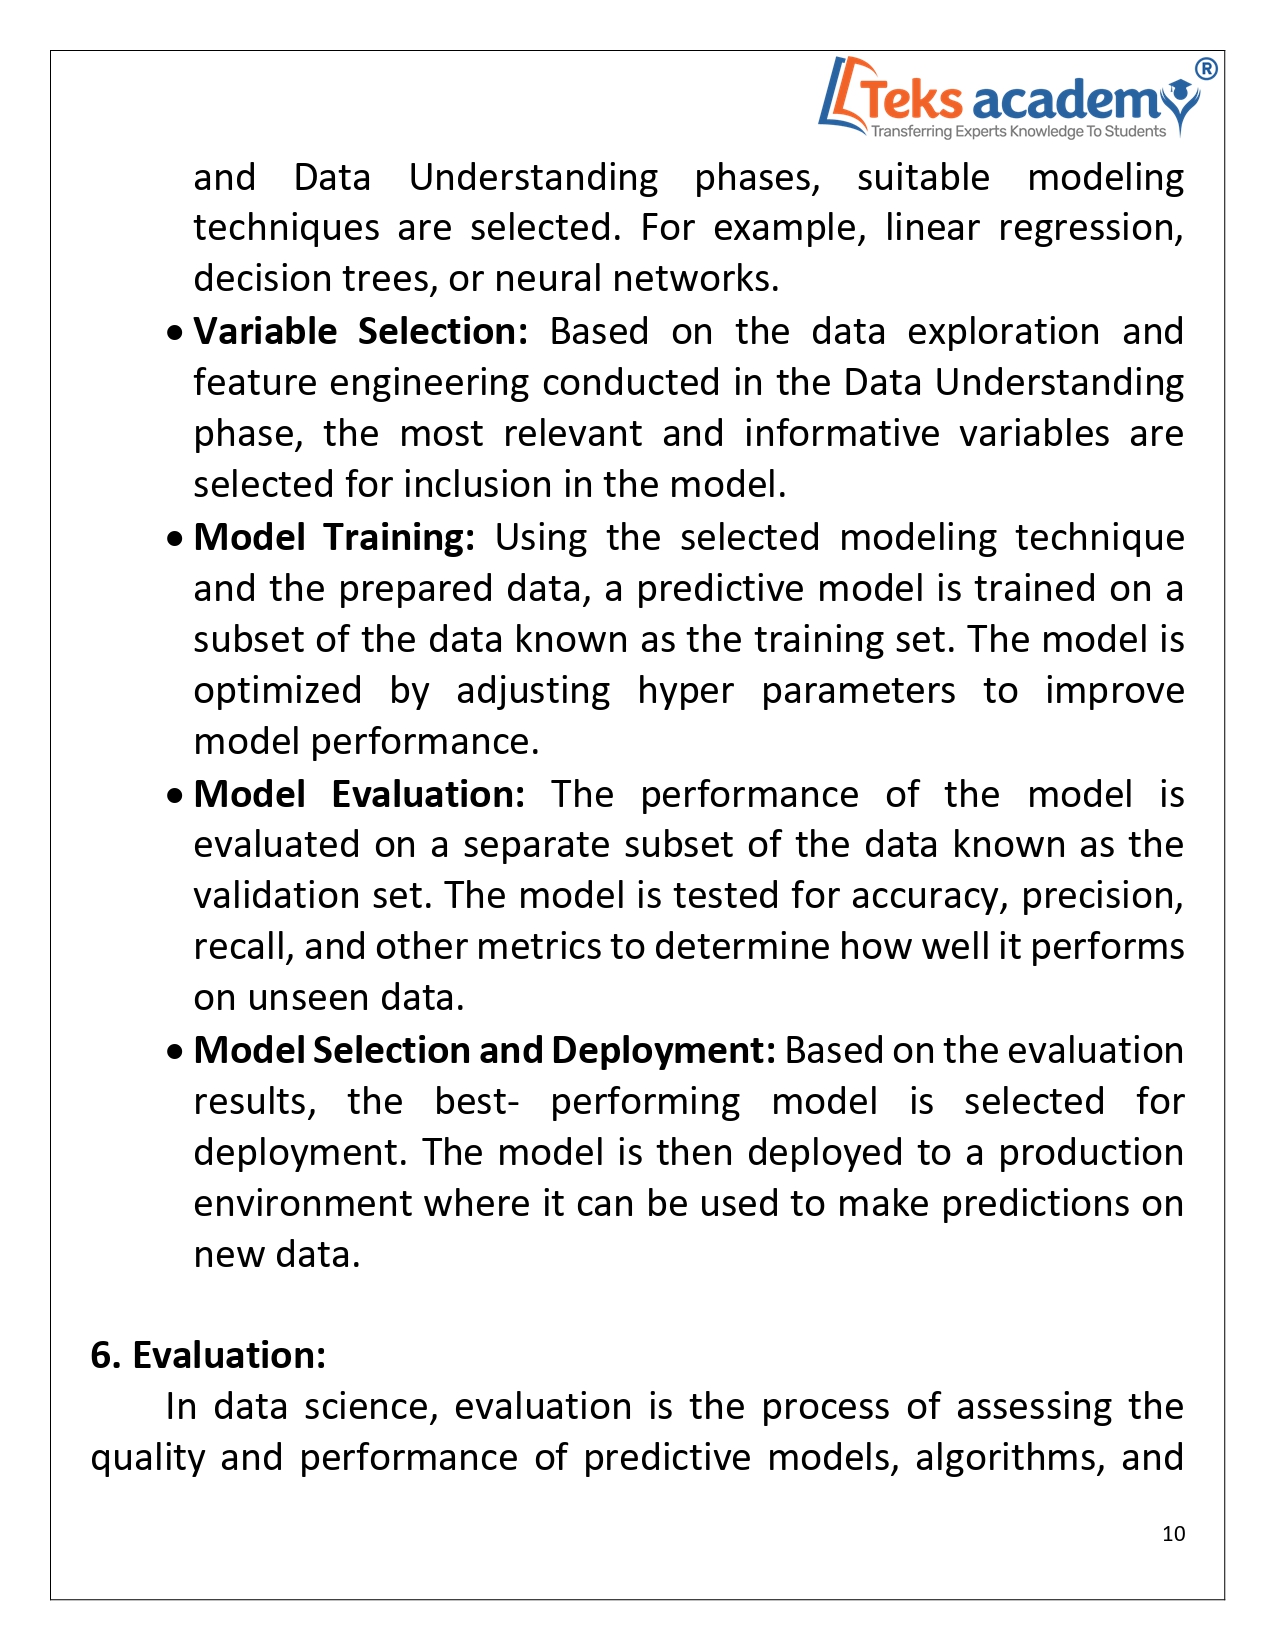 Teks academy ®
Transferring Experts Knowledge To Students
and Data Understanding phases, suitable modeling
techniques are selected. For example, linear regression,
decision trees, or neural networks.
• Variable Selection: Based on the data exploration and
feature engineering conducted in the Data Understanding
phase, the most relevant and informative variables are
selected for inclusion in the model.
• Model Training: Using the selected modeling technique
and the prepared data, a predictive model is trained on a
subset of the data known as the training set. The model is
optimized by adjusting hyper parameters to improve
model performance.
• Model Evaluation: The performance of the model is
evaluated on a separate subset of the data known as the
validation set. The model is tested for accuracy, precision,
recall, and other metrics to determine how well it performs
on unseen data.
• Model Selection and Deployment: Based on the evaluation
results, the best- performing model is selected for
deployment. The model is then deployed to a production
environment where it can be used to make predictions on
new data.
6. Evaluation:
In data science, evaluation is the process of assessing the
quality and performance of predictive models, algorithms, and
10